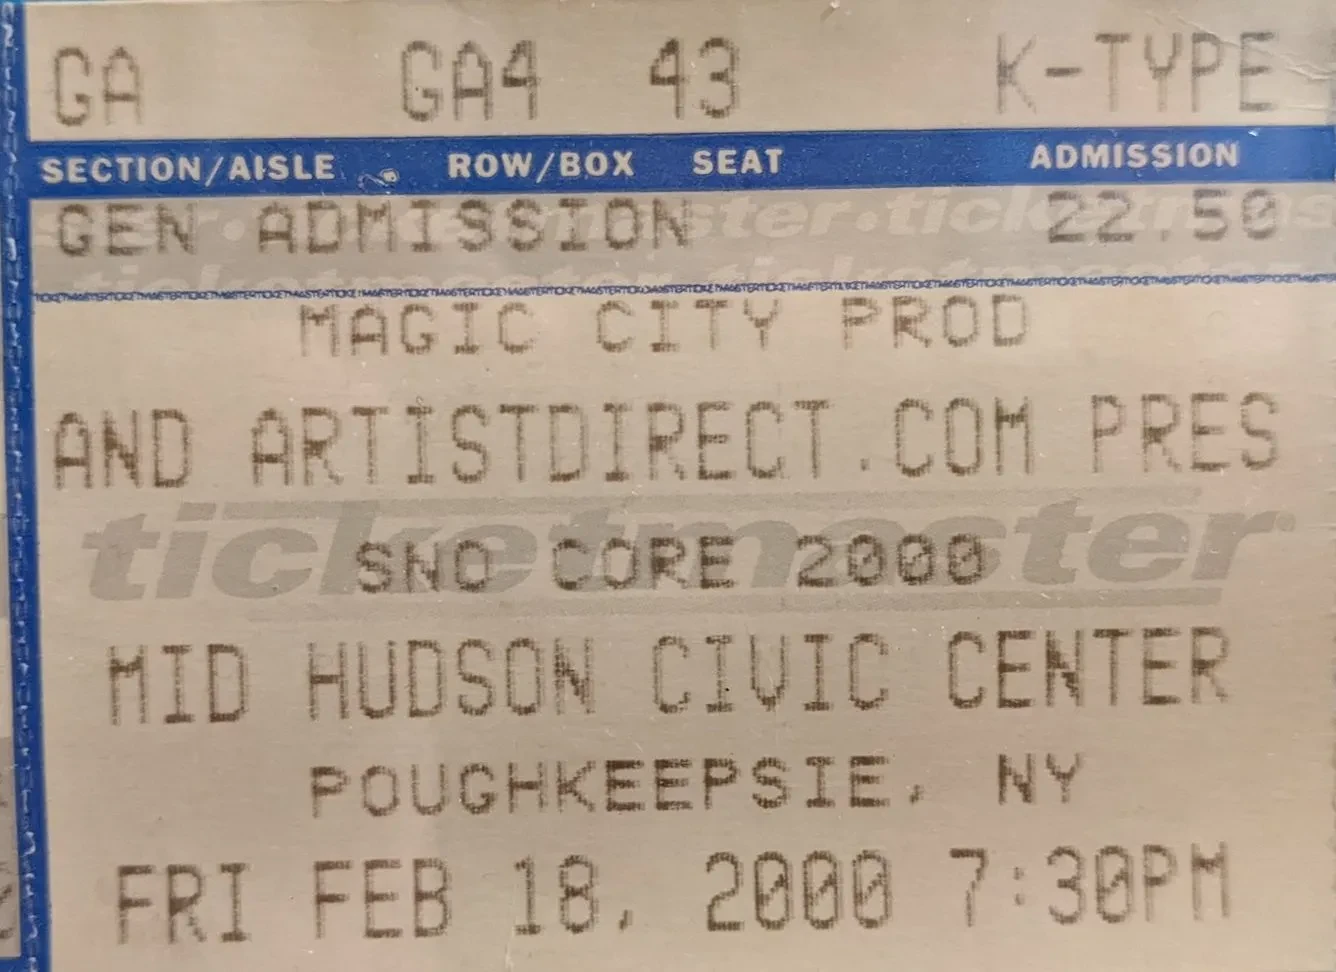 GA GA4 43 K-TYPE
SECTION/AISLE ROW/BOX SEAT ADMISSION
GEN ADMISSION 22.50
MAGIC CITY PROD
AND ARTISTDIRECT.COM PRES
ticketmaster
SNO CORE 2000
MID HUDSON CIVIC CENTER
POUGHKEEPSIE, NY
FRI FEB 18, 2000 7:30PM